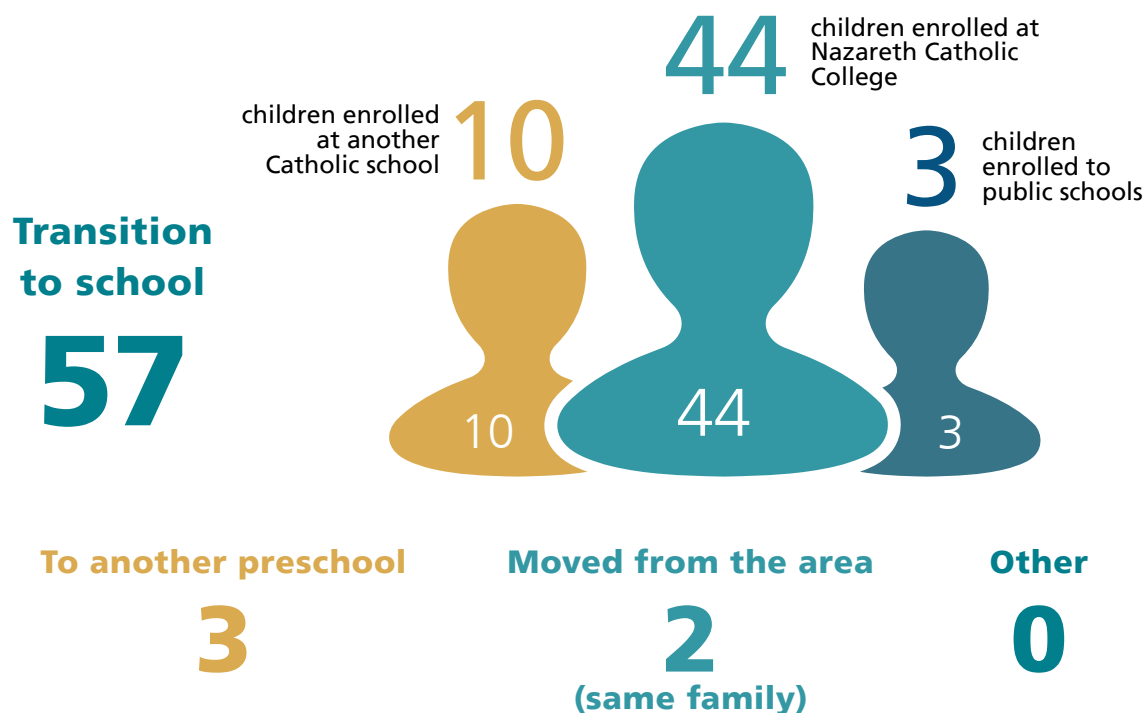 Transition
to school
57
children enrolled
at another
Catholic school
10
44
children enrolled at
Nazareth Catholic
College
3
children
enrolled to
public schools
10
44
3
To another preschool
3
Moved from the area
2
(same family)
Other
0